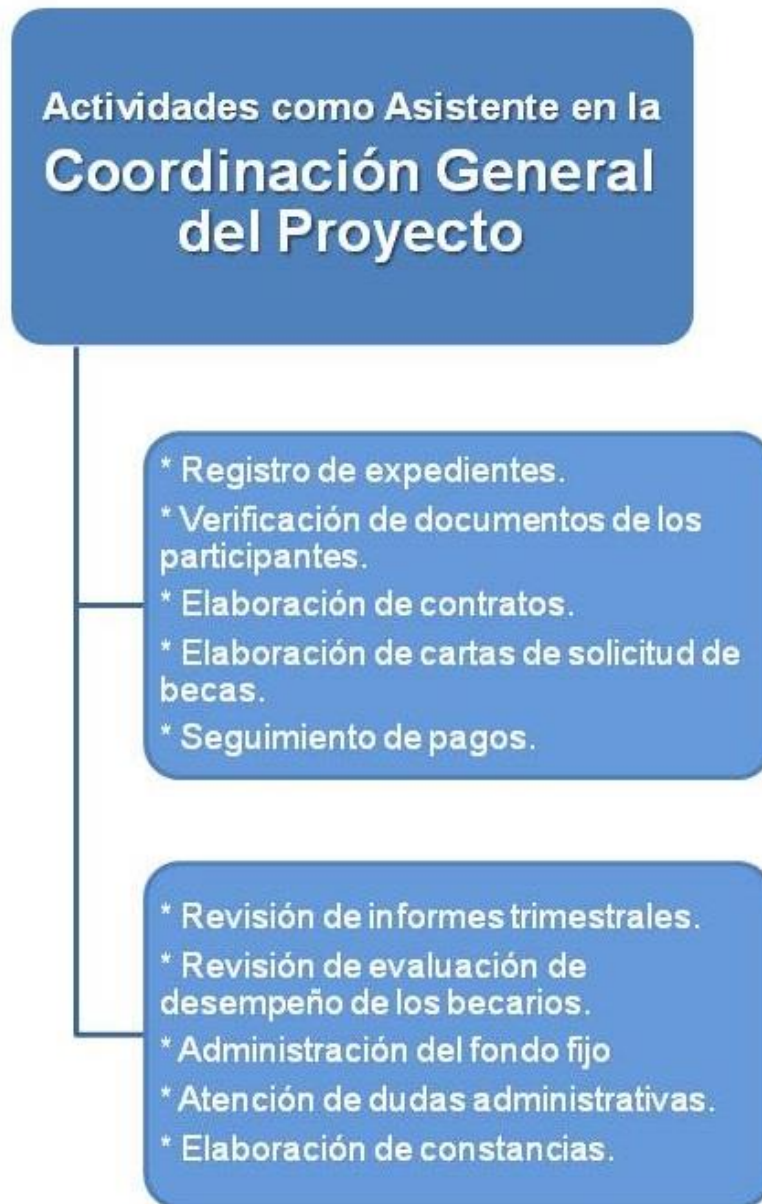 Actividades como Asistente en la
Coordinación General
del Proyecto
* Registro de expedientes.
* Verificación de documentos de los
participantes.
* Elaboración de contratos.
* Elaboración de cartas de solicitud de
becas.
* Seguimiento de pagos.
* Revisión de informes trimestrales.
* Revisión de evaluación de
desempeño de los becarios.
* Administración del fondo fijo
* Atención de dudas administrativas.
* Elaboración de constancias.